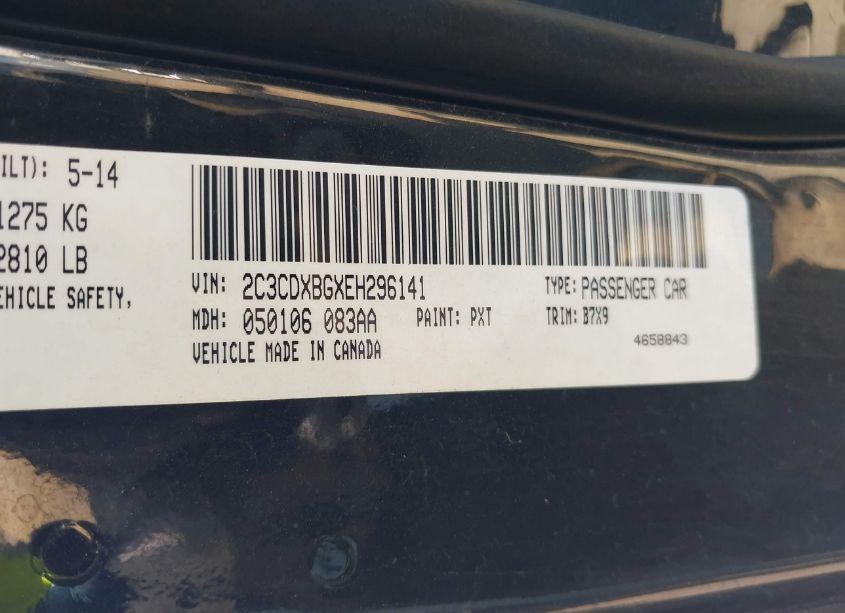 ILT): 5-14
1275 KG
2810 LB
EHICLE SAFETY,
VIN: 2C3CDXBGXEH296141
TYPE: PASSENGER CAR
MDH: 050106 083AA
PAINT: PXT
TRIM: B7X9
VEHICLE MADE IN CANADA
4658843